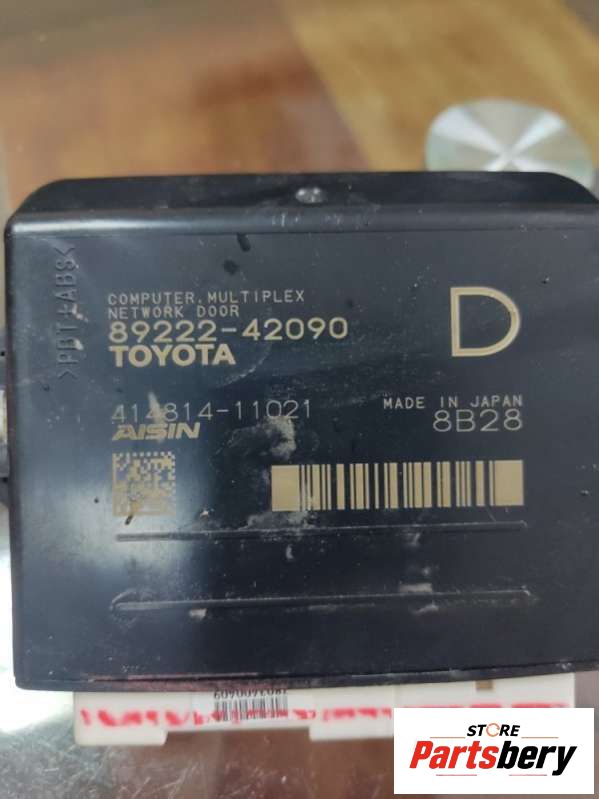 >PBT+ABS<
COMPUTER, MULTIPLEX
NETWORK DOOR
89222-42090
TOYOTA
D
414814-11021
AISIN
MADE IN JAPAN
8B28
STORE
Partsbery